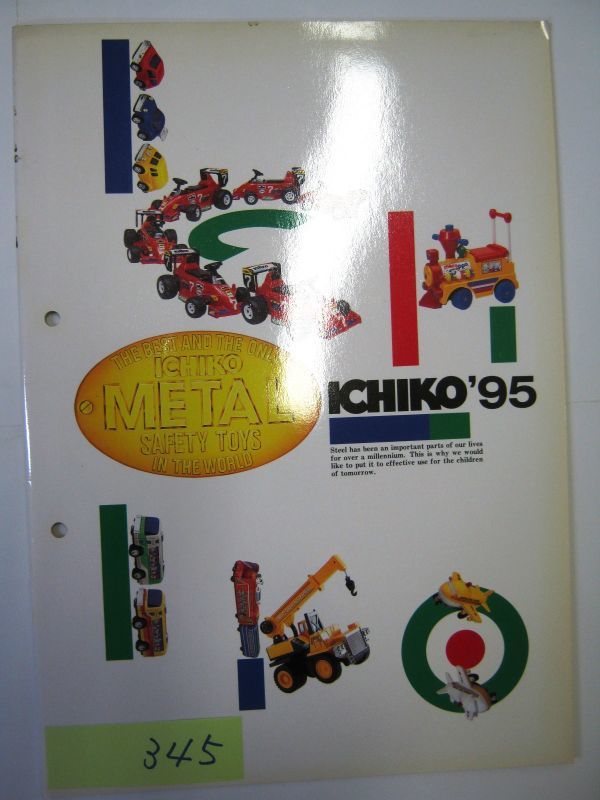 THE BEST AND THE ONLY
ICHIKO
METAL
SAFETY TOYS
IN THE WORLD
ICHIKO '95
Steel has been an important parts of our lives
for over a millennium. This is why we would
like to put it to effective use for the children
of tomorrow.
345